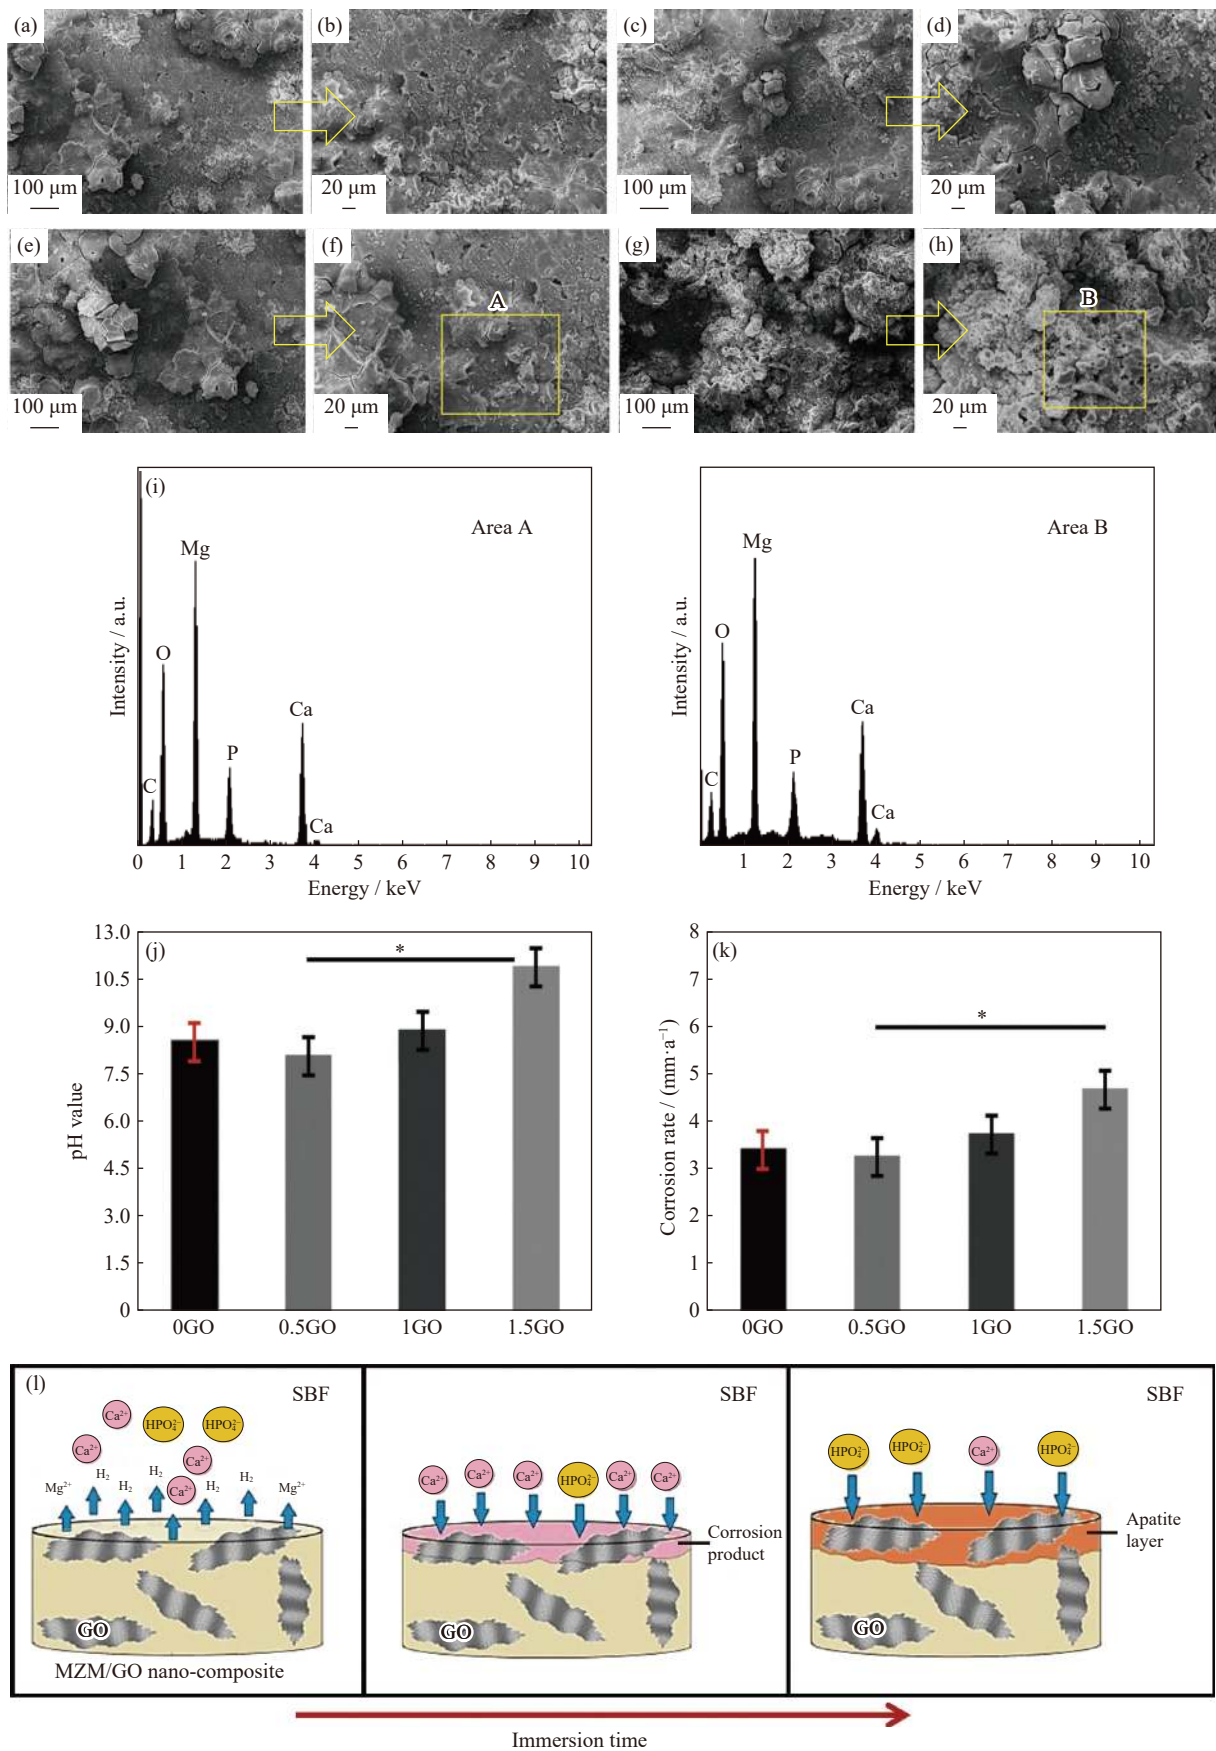 (a)
(b)
(c)
(d)
100 μm
20 μm
100 μm
20 μm
(e)
(f)
(g)
(h)
A
B
100 μm
20 μm
100 μm
20 μm
(i)
Area A
Mg
O
Ca
P
C
Ca
Intensity / a.u.
0 1 2 3 4 5 6 7 8 9 10
Energy / keV
Area B
Mg
O
Ca
P
C
Ca
Intensity / a.u.
1 2 3 4 5 6 7 8 9 10
Energy / keV
(j)
*
13.0
10.5
9.0
7.5
6.0
4.5
3.0
1.5
0
pH value
0GO 0.5GO 1GO 1.5GO
(k)
*
8
7
6
5
4
3
2
1
0
Corrosion rate / (mm·a⁻¹)
0GO 0.5GO 1GO 1.5GO
(l)
SBF
Ca²⁺
HPO₄²⁻
HPO₄²⁻
Ca²⁺
Ca²⁺
H₂
H₂
Mg²⁺
H₂
Ca²⁺
H₂
H₂
Mg²⁺
GO
MZM/GO nano-composite
SBF
Ca²⁺
Ca²⁺
Ca²⁺
HPO₄²⁻
Ca²⁺
Ca²⁺
Corrosion
product
GO
SBF
HPO₄²⁻
HPO₄²⁻
Ca²⁺
HPO₄²⁻
Apatite
layer
GO
Immersion time